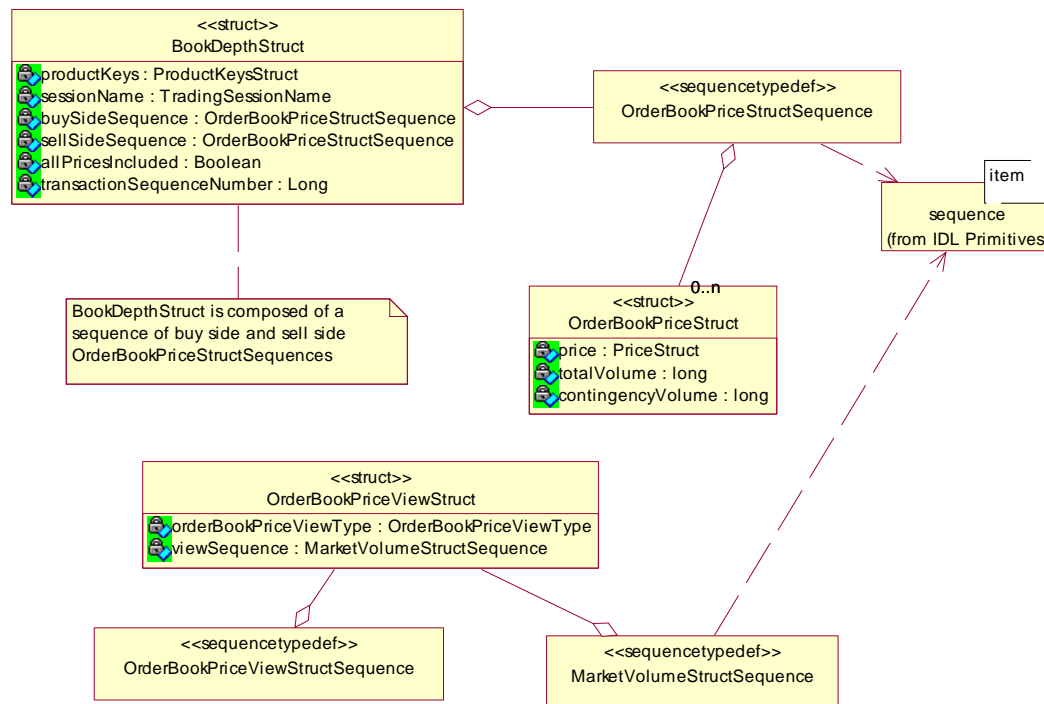 <<struct>>
BookDepthStruct
productKeys : ProductKeysStruct
sessionName : TradingSessionName
buySideSequence : OrderBookPriceStructSequence
sellSideSequence : OrderBookPriceStructSequence
allPricesIncluded : Boolean
transactionSequenceNumber : Long
<<sequencetypedef>>
OrderBookPriceStructSequence
item
sequence
(from IDL Primitives
BookDepthStruct is composed of a
sequence of buy side and sell side
OrderBookPriceStructSequences
0..n
<<struct>>
OrderBookPriceStruct
price : PriceStruct
totalVolume : long
contingencyVolume : long
<<struct>>
OrderBookPriceViewStruct
orderBookPriceViewType : OrderBookPriceViewType
viewSequence : MarketVolumeStructSequence
<<sequencetypedef>>
OrderBookPriceViewStructSequence
<<sequencetypedef>>
MarketVolumeStructSequence